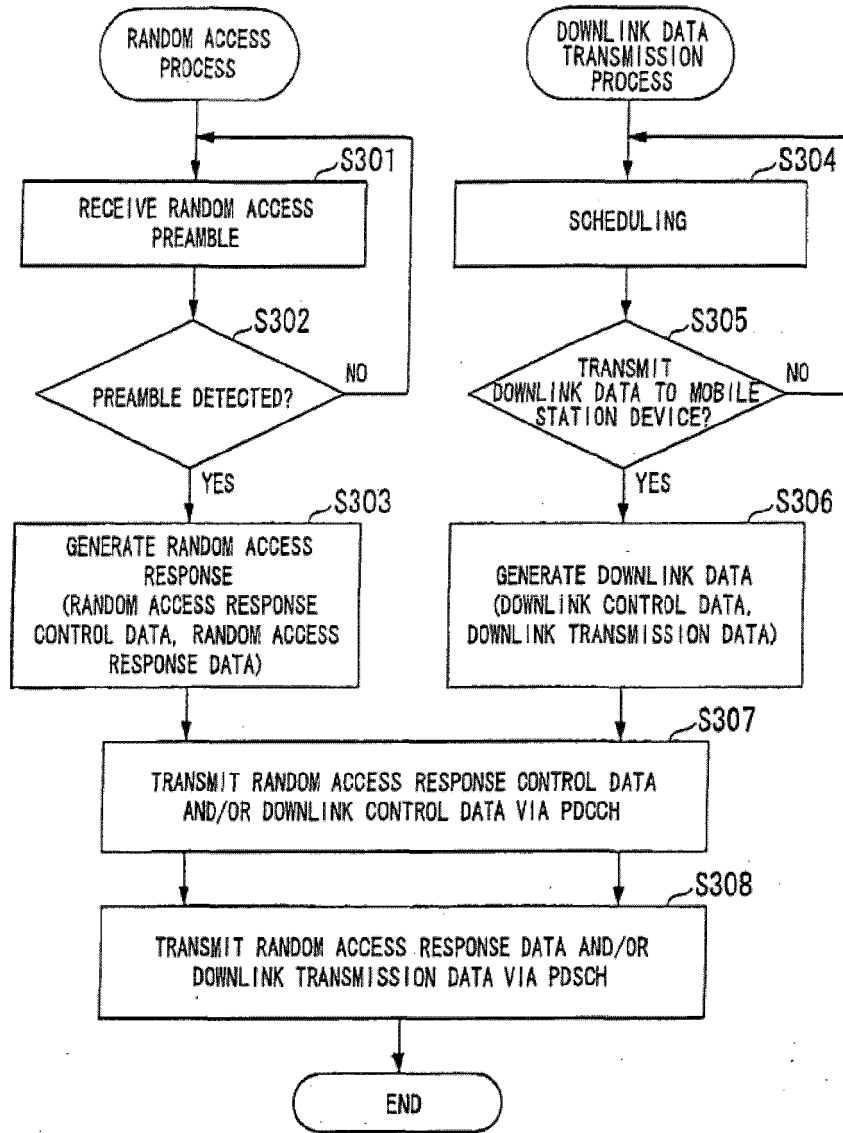 RANDOM ACCESS
PROCESS
S301
RECEIVE RANDOM ACCESS
PREAMBLE
S302
PREAMBLE DETECTED?
NO
YES
S303
GENERATE RANDOM ACCESS
RESPONSE
(RANDOM ACCESS RESPONSE
CONTROL DATA, RANDOM ACCESS
RESPONSE DATA)
DOWNLINK DATA
TRANSMISSION
PROCESS
S304
SCHEDULING
S305
TRANSMIT
DOWNLINK DATA TO MOBILE
STATION DEVICE?
NO
YES
S306
GENERATE DOWNLINK DATA
(DOWNLINK CONTROL DATA,
DOWNLINK TRANSMISSION DATA)
S307
TRANSMIT RANDOM ACCESS RESPONSE CONTROL DATA
AND/OR DOWNLINK CONTROL DATA VIA PDCCH
S308
TRANSMIT RANDOM ACCESS RESPONSE DATA AND/OR
DOWNLINK TRANSMISSION DATA VIA PDSCH
END